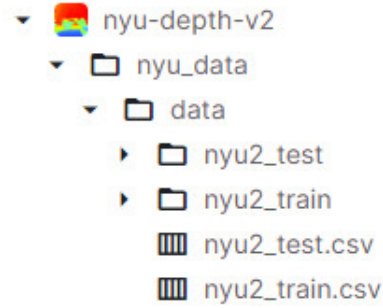 nyu-depth-v2
nyu_data
data
nyu2_test
nyu2_train
nyu2_test.csv
nyu2_train.csv